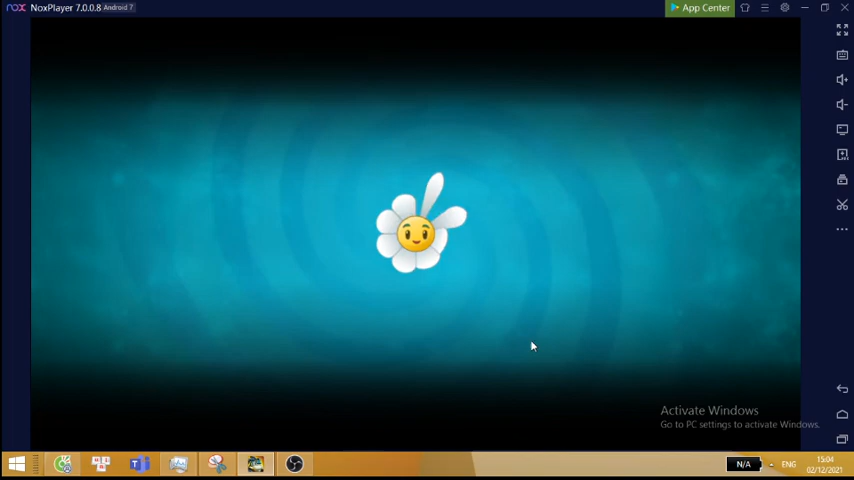 nox NoxPlayer 7.0.0.8 Android 7
App Center
Activate Windows
Go to PC settings to activate Windows.
N/A
ENG
15:04
02/12/2021